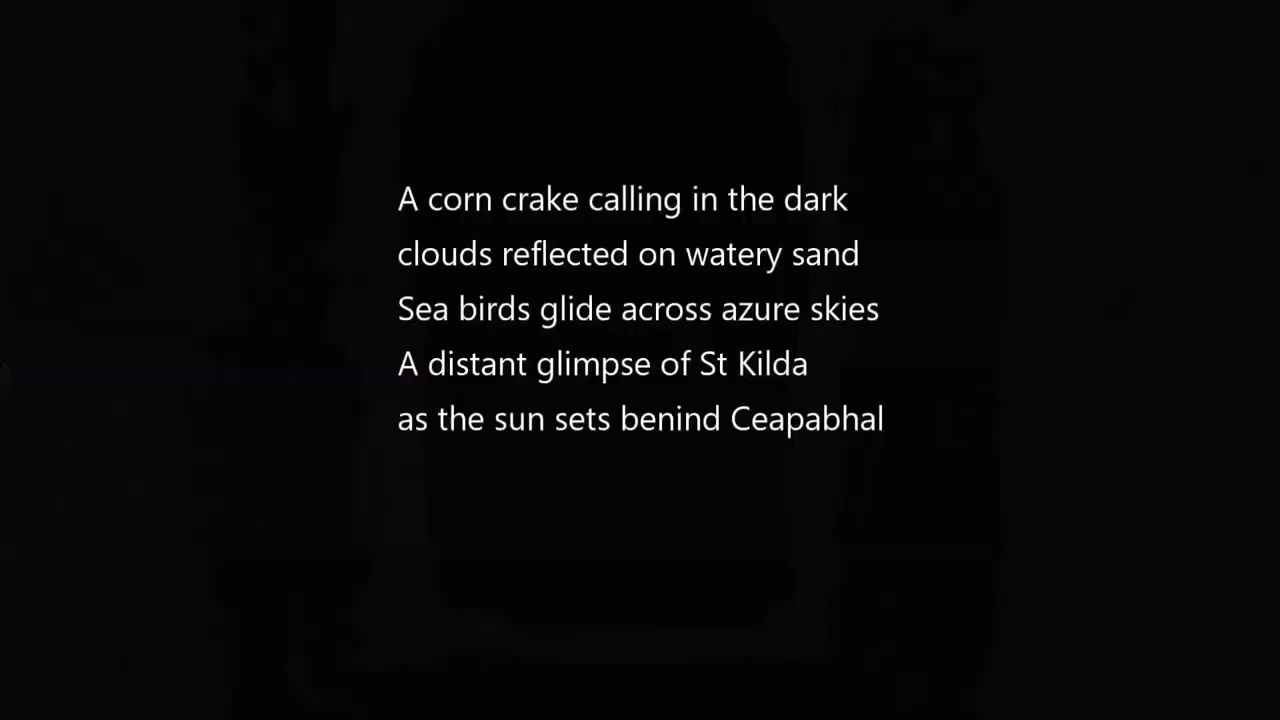 A corn crake calling in the dark
clouds reflected on watery sand
Sea birds glide across azure skies
A distant glimpse of St Kilda
as the sun sets benind Ceapabhal